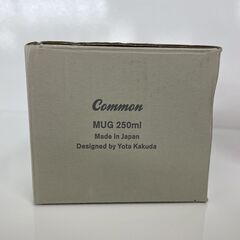 Common
MUG 250ml
Made In Japan
Designed by Yota Kakuda